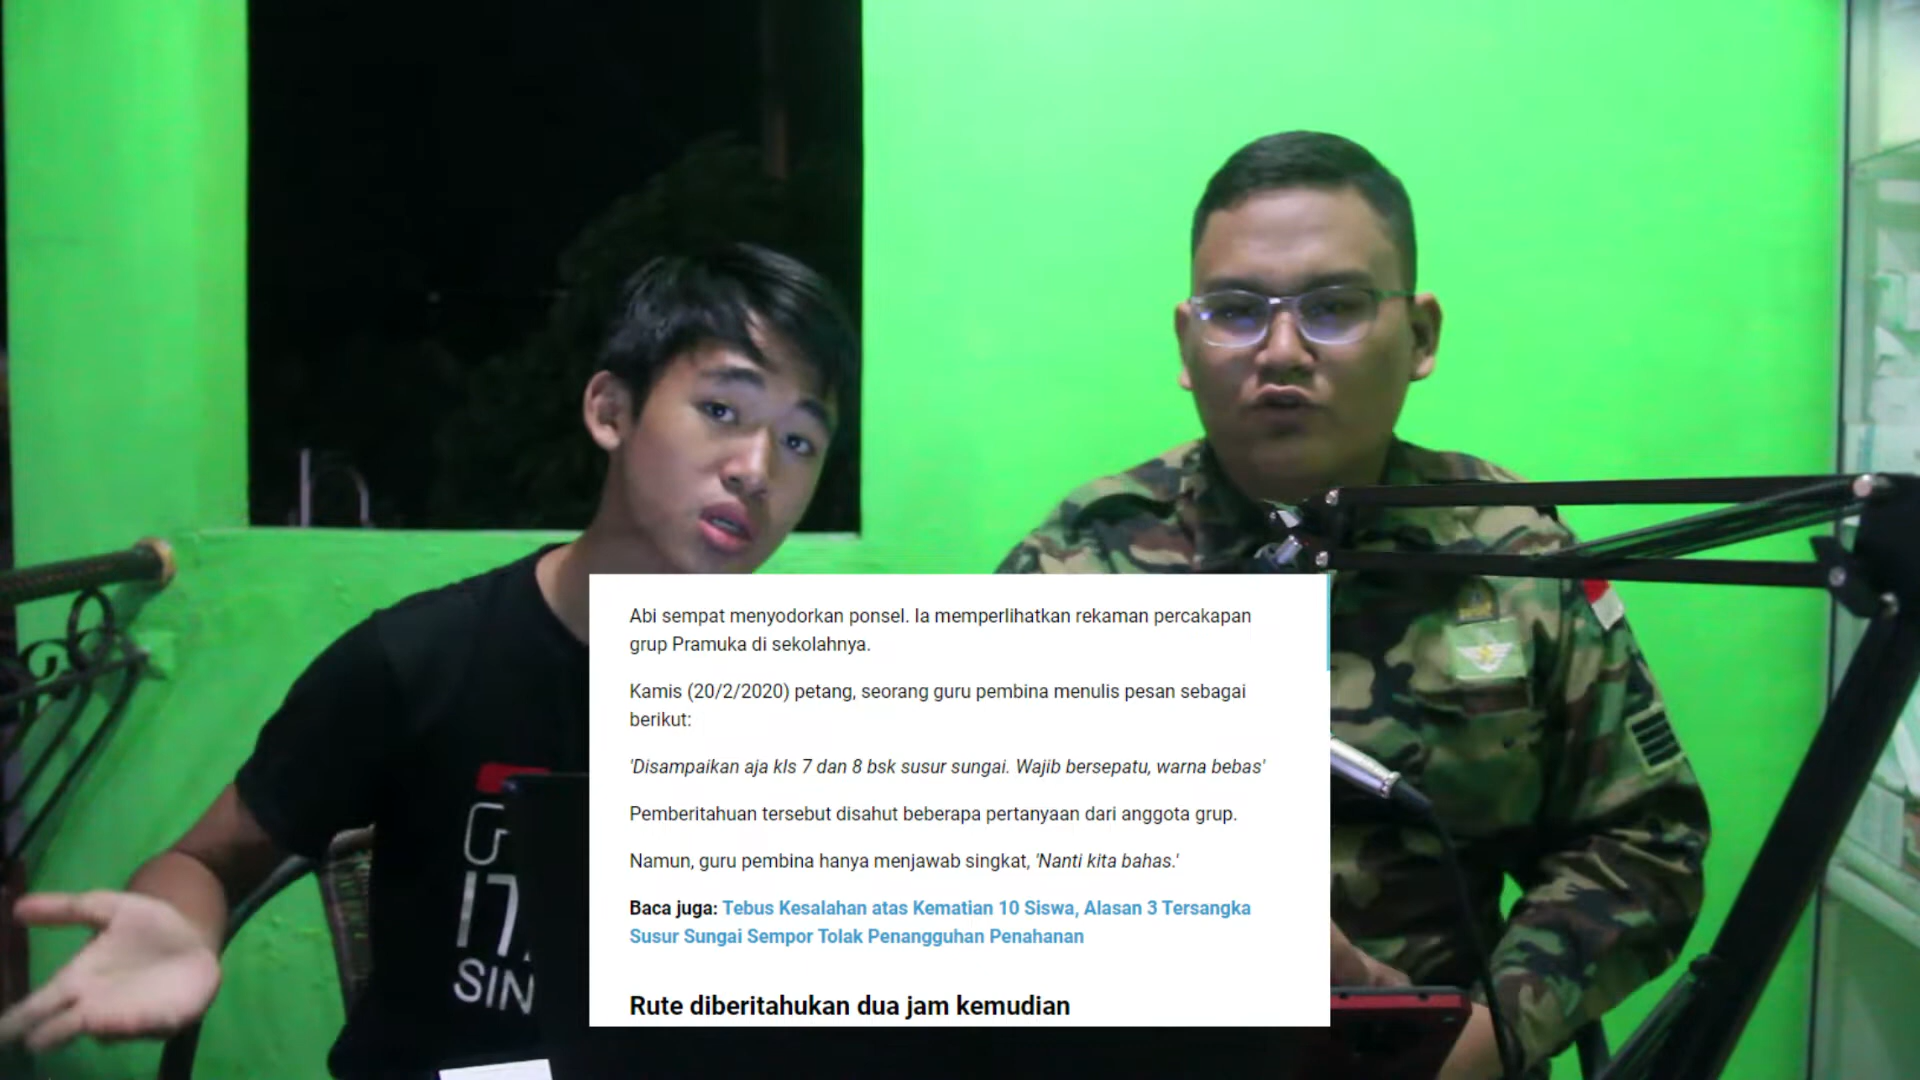 Abi sempat menyodorkan ponsel. Ia memperlihatkan rekaman percakapan
grup Pramuka di sekolahnya.
Kamis (20/2/2020) petang, seorang guru pembina menulis pesan sebagai
berikut:
'Disampaikan aja kls 7 dan 8 bsk susur sungai. Wajib bersepatu, warna bebas'
Pemberitahuan tersebut disahut beberapa pertanyaan dari anggota grup.
Namun, guru pembina hanya menjawab singkat, 'Nanti kita bahas.'
Baca juga: Tebus Kesalahan atas Kematian 10 Siswa, Alasan 3 Tersangka
Susur Sungai Sempor Tolak Penangguhan Penahanan
Rute diberitahukan dua jam kemudian
SIN